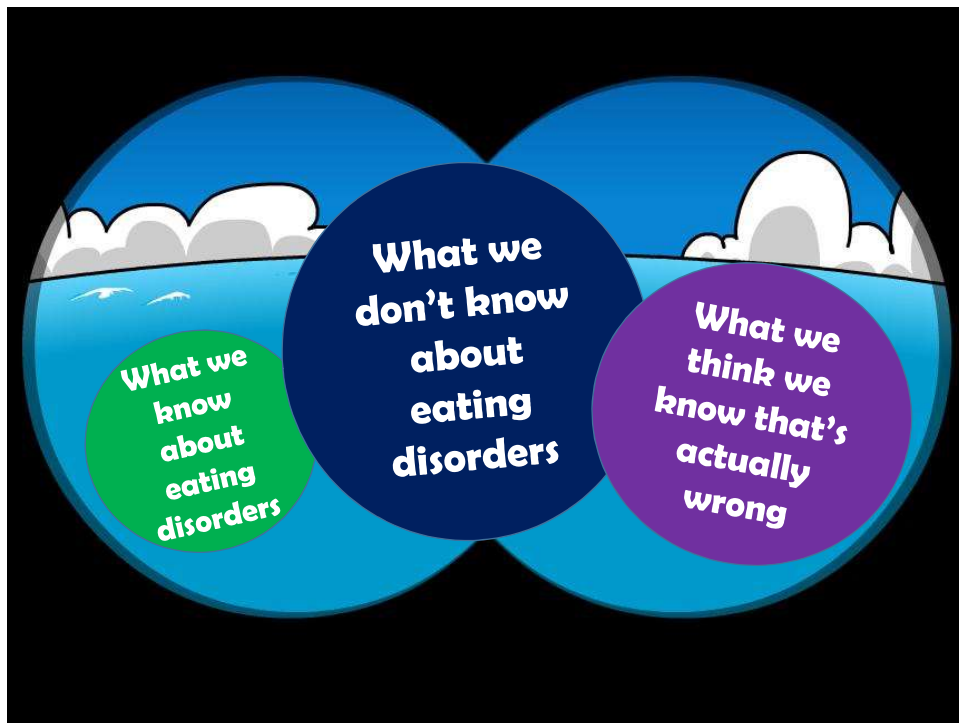 What we
know
about
eating
disorders
What we
don’t know
about
eating
disorders
What we
think we
know that’s
actually
wrong